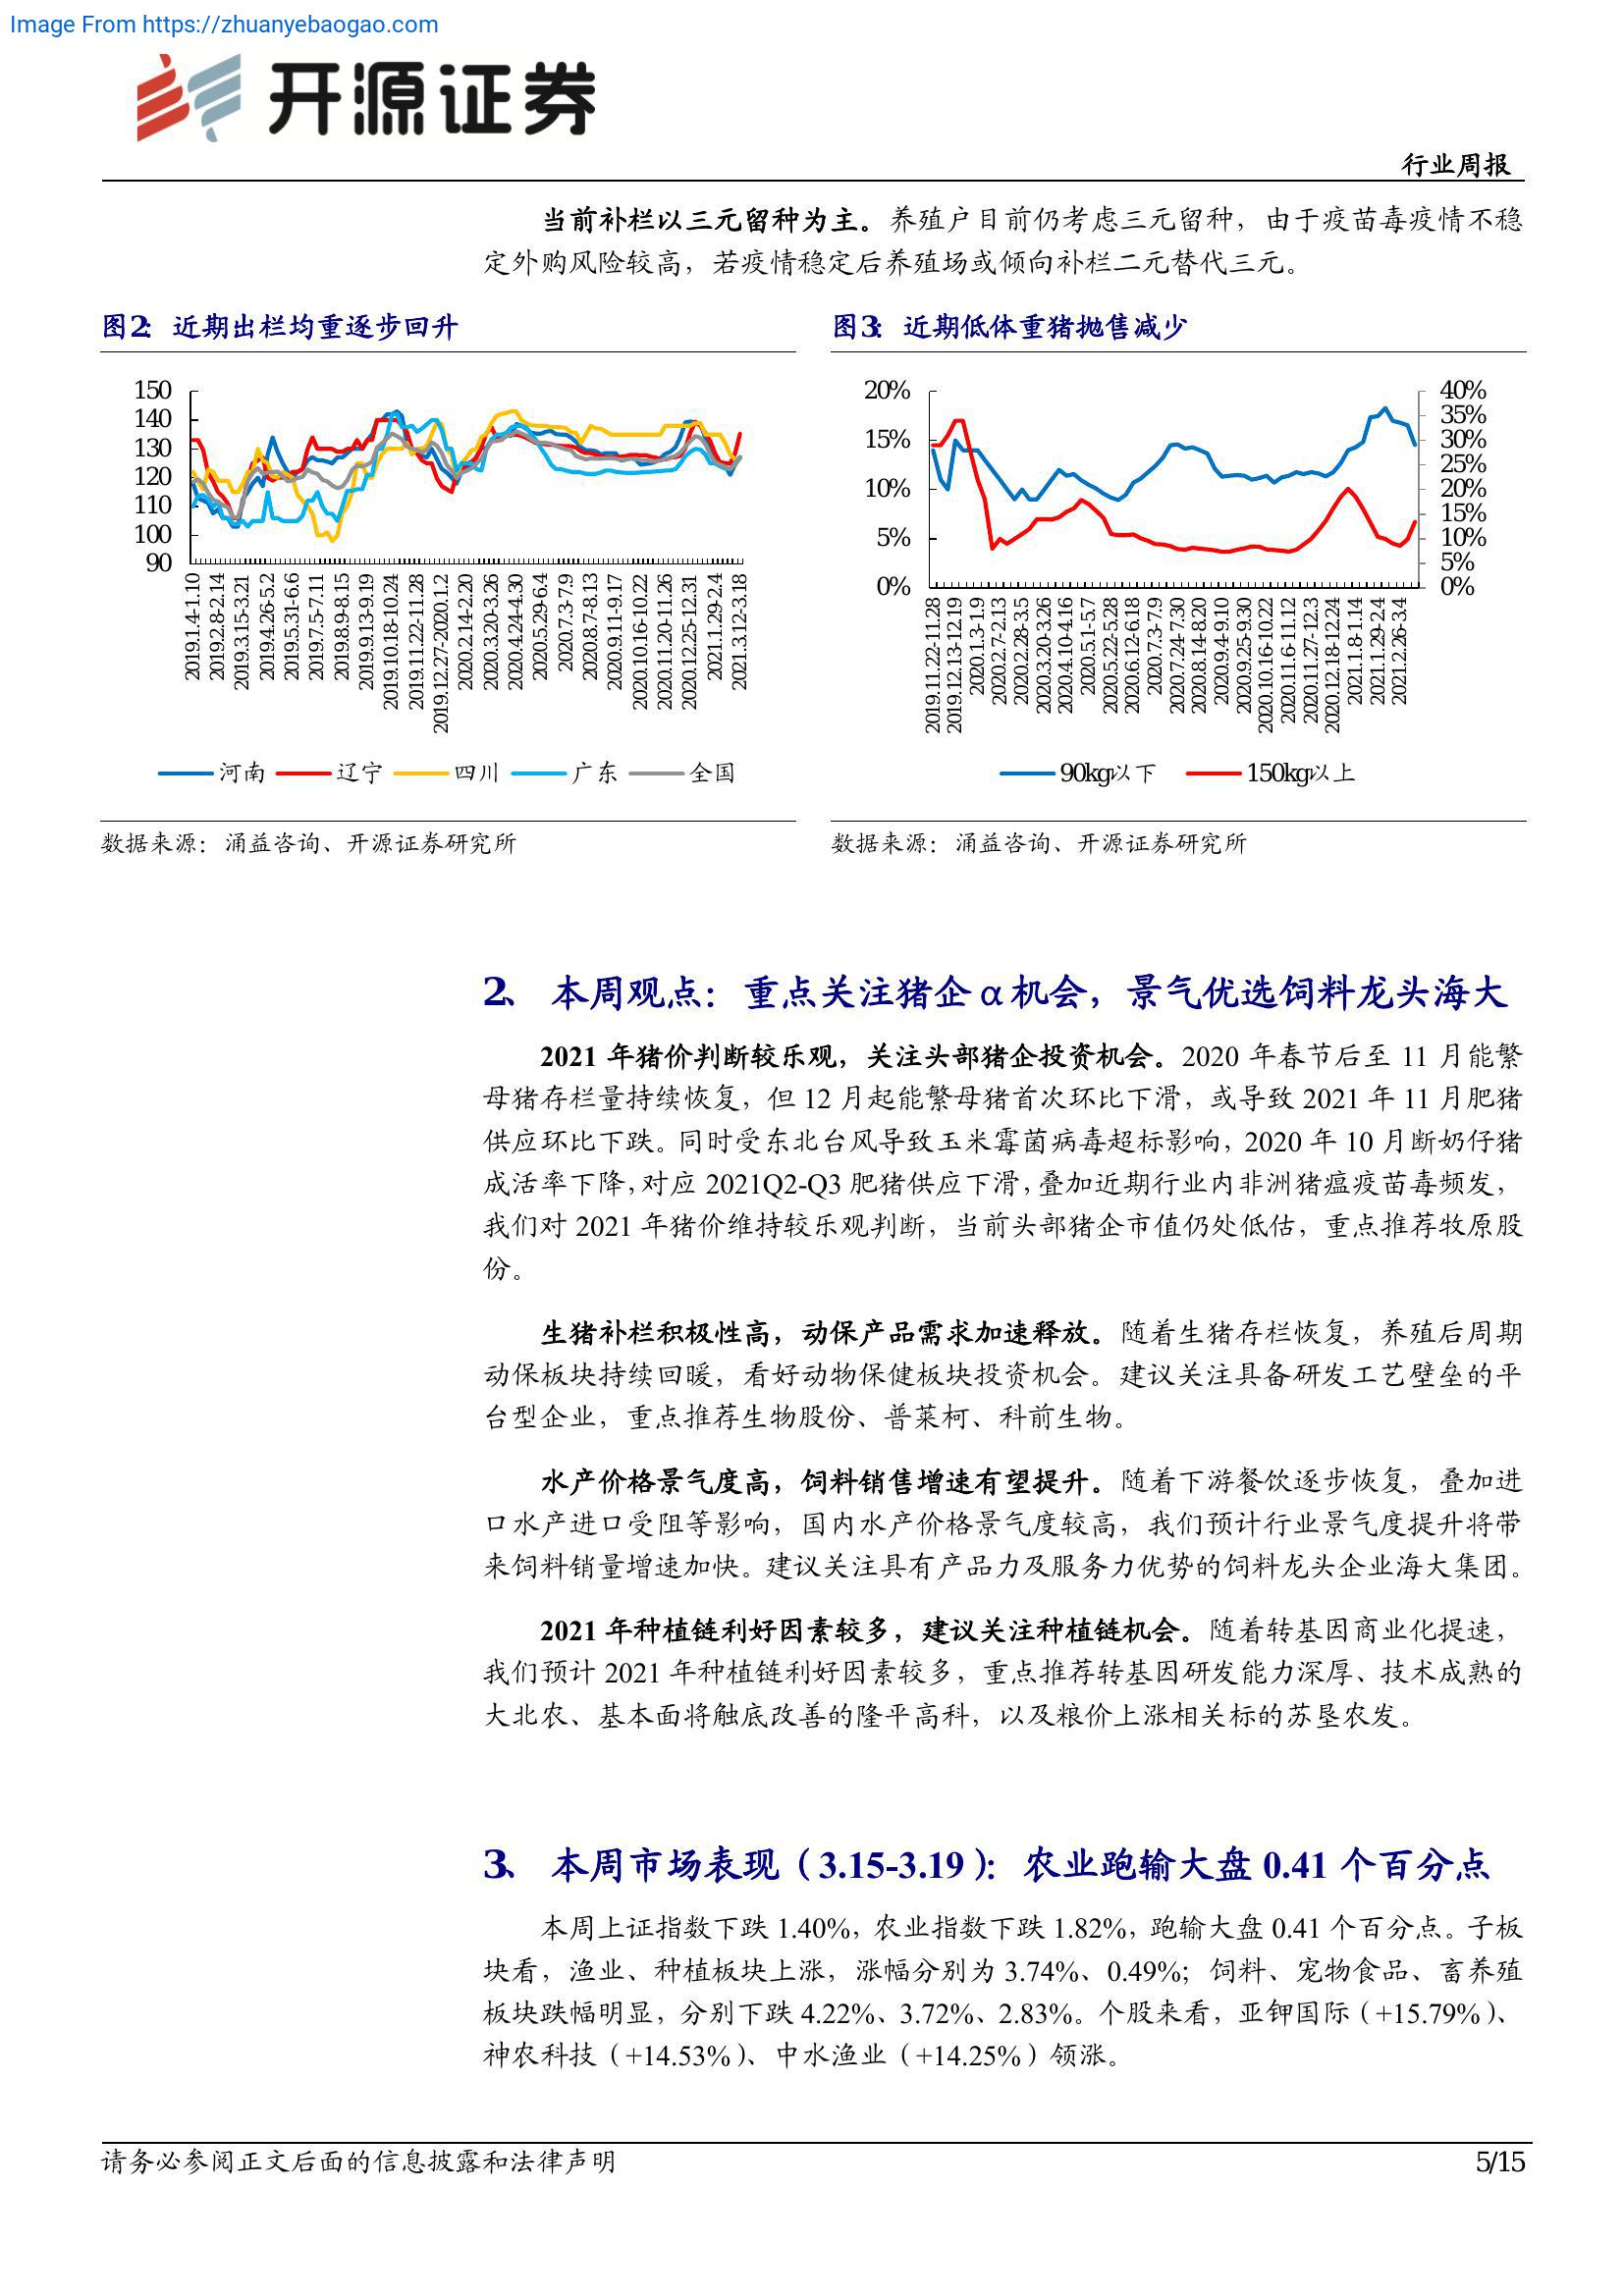 Image From https://zhuanyebaogao.com
开源证券
行业周报
当前补栏以三元留种为主。养殖户目前仍考虑三元留种，由于疫苗毒疫情不稳
定外购风险较高，若疫情稳定后养殖场或倾向补栏二元替代三元。
图2：近期出栏均重逐步回升
150
140
130
120
110
100
90
2019.1.4-1.10
2019.2.8-2.14
2019.3.15-3.21
2019.4.26-5.2
2019.5.31-6.6
2019.7.5-7.11
2019.8.9-8.15
2019.9.13-9.19
2019.10.18-10.24
2019.11.22-11.28
2019.12.27-2020.1.2
2020.2.14-2.20
2020.3.20-3.26
2020.4.24-4.30
2020.5.29-6.4
2020.7.3-7.9
2020.8.7-8.13
2020.9.11-9.17
2020.10.16-10.22
2020.11.20-11.26
2020.12.25-12.31
2021.1.29-2.4
2021.3.12-3.18
河南 辽宁 四川 广东 全国
数据来源：涌益咨询、开源证券研究所
图3：近期低体重猪抛售减少
20%
15%
10%
5%
0%
40%
35%
30%
25%
20%
15%
10%
5%
0%
2019.11.22-11.28
2019.12.13-12.19
2020.1.3-1.9
2020.2.7-2.13
2020.2.28-3.5
2020.3.20-3.26
2020.4.10-4.16
2020.5.1-5.7
2020.5.22-5.28
2020.6.12-6.18
2020.7.3-7.9
2020.7.24-7.30
2020.8.14-8.20
2020.9.4-9.10
2020.9.25-9.30
2020.10.16-10.22
2020.11.6-11.12
2020.11.27-12.3
2020.12.18-12.24
2021.1.8-1.14
2021.1.29-2.4
2021.2.26-3.4
90kg以下 150kg以上
数据来源：涌益咨询、开源证券研究所
2、 本周观点：重点关注猪企α机会，景气优选饲料龙头海大
2021 年猪价判断较乐观，关注头部猪企投资机会。2020 年春节后至 11 月能繁
母猪存栏量持续恢复，但 12 月起能繁母猪首次环比下滑，或导致 2021 年 11 月肥猪
供应环比下跌。同时受东北台风导致玉米霉菌病毒超标影响，2020 年 10 月断奶仔猪
成活率下降，对应 2021Q2-Q3 肥猪供应下滑，叠加近期行业内非洲猪瘟疫苗毒频发，
我们对 2021 年猪价维持较乐观判断，当前头部猪企市值仍处低估，重点推荐牧原股
份。
生猪补栏积极性高，动保产品需求加速释放。随着生猪存栏恢复，养殖后周期
动保板块持续回暖，看好动物保健板块投资机会。建议关注具备研发工艺壁垒的平
台型企业，重点推荐生物股份、普莱柯、科前生物。
水产价格景气度高，饲料销售增速有望提升。随着下游餐饮逐步恢复，叠加进
口水产进口受阻等影响，国内水产价格景气度较高，我们预计行业景气度提升将带
来饲料销量增速加快。建议关注具有产品力及服务力优势的饲料龙头企业海大集团。
2021 年种植链利好因素较多，建议关注种植链机会。随着转基因商业化提速，
我们预计 2021 年种植链利好因素较多，重点推荐转基因研发能力深厚、技术成熟的
大北农、基本面将触底改善的隆平高科，以及粮价上涨相关标的苏垦农发。
3、 本周市场表现（3.15-3.19）：农业跑输大盘 0.41 个百分点
本周上证指数下跌 1.40%，农业指数下跌 1.82%，跑输大盘 0.41 个百分点。子板
块看，渔业、种植板块上涨，涨幅分别为 3.74%、0.49%；饲料、宠物食品、畜养殖
板块跌幅明显，分别下跌 4.22%、3.72%、2.83%。个股来看，亚钾国际（+15.79%）、
神农科技（+14.53%）、中水渔业（+14.25%）领涨。
请务必参阅正文后面的信息披露和法律声明
5/15